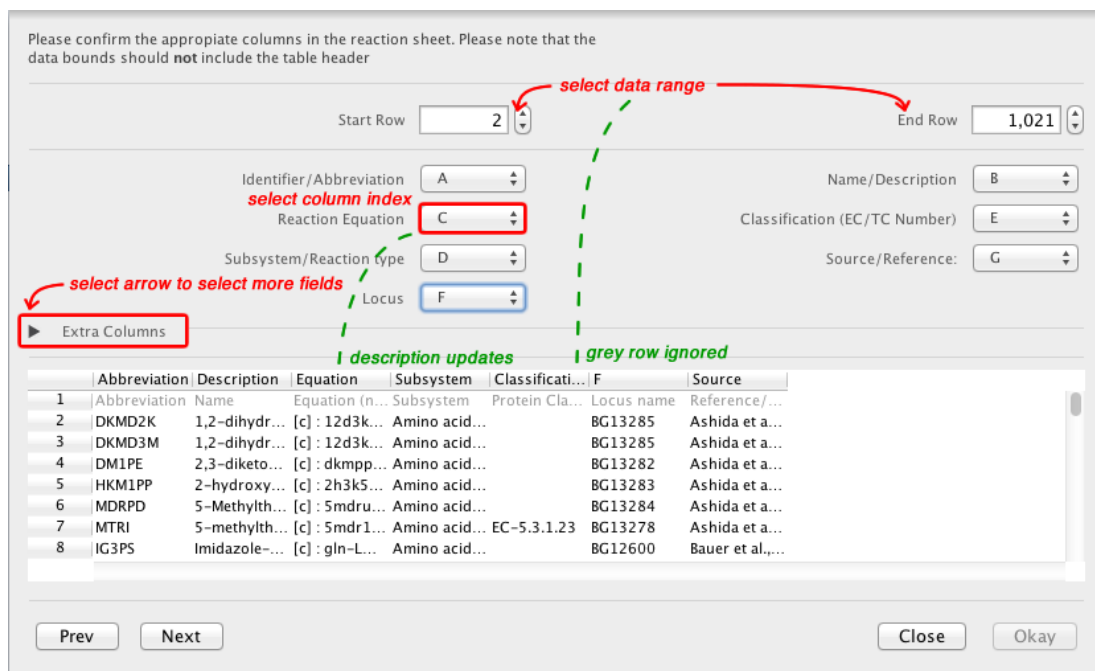 Please confirm the appropiate columns in the reaction sheet. Please note that the
data bounds should not include the table header
select data range
Start Row 2 End Row 1,021
Identifier/Abbreviation A Name/Description B
select column index
Reaction Equation C Classification (EC/TC Number) E
Subsystem/Reaction type D Source/Reference: G
select arrow to select more fields
Locus F
Extra Columns
description updates grey row ignored
Abbreviation Description Equation Subsystem Classificati... F Source
1 Abbreviation Name Equation (n... Subsystem Protein Cla... Locus name Reference/...
2 DKMD2K 1,2-dihydr... [c] : 12d3k... Amino acid... BG13285 Ashida et a...
3 DKMD3M 1,2-dihydr... [c] : 12d3k... Amino acid... BG13285 Ashida et a...
4 DM1PE 2,3-diketo... [c] : dkmpp... Amino acid... BG13282 Ashida et a...
5 HKM1PP 2-hydroxy... [c] : 2h3k5... Amino acid... BG13283 Ashida et a...
6 MDRPD 5-Methylth... [c] : 5mdru... Amino acid... BG13284 Ashida et a...
7 MTRI 5-methylth... [c] : 5mdr1... Amino acid... EC-5.3.1.23 BG13278 Ashida et a...
8 IG3PS Imidazole-... [c] : gln-L... Amino acid... BG12600 Bauer et al.,...
Prev Next Close Okay